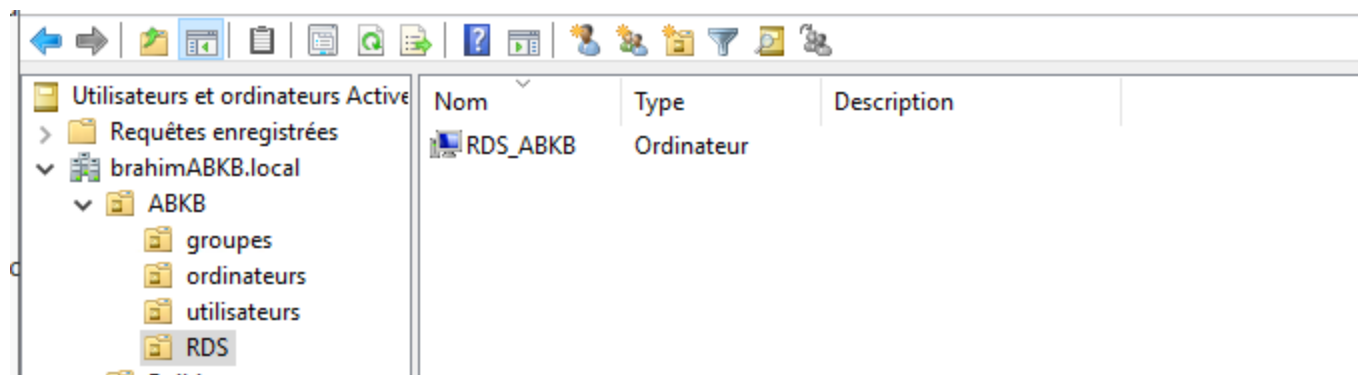 Utilisateurs et ordinateurs Active
Nom
Type
Description
Requêtes enregistrées
RDS_ABKB
Ordinateur
brahimABKB.local
ABKB
groupes
ordinateurs
utilisateurs
RDS